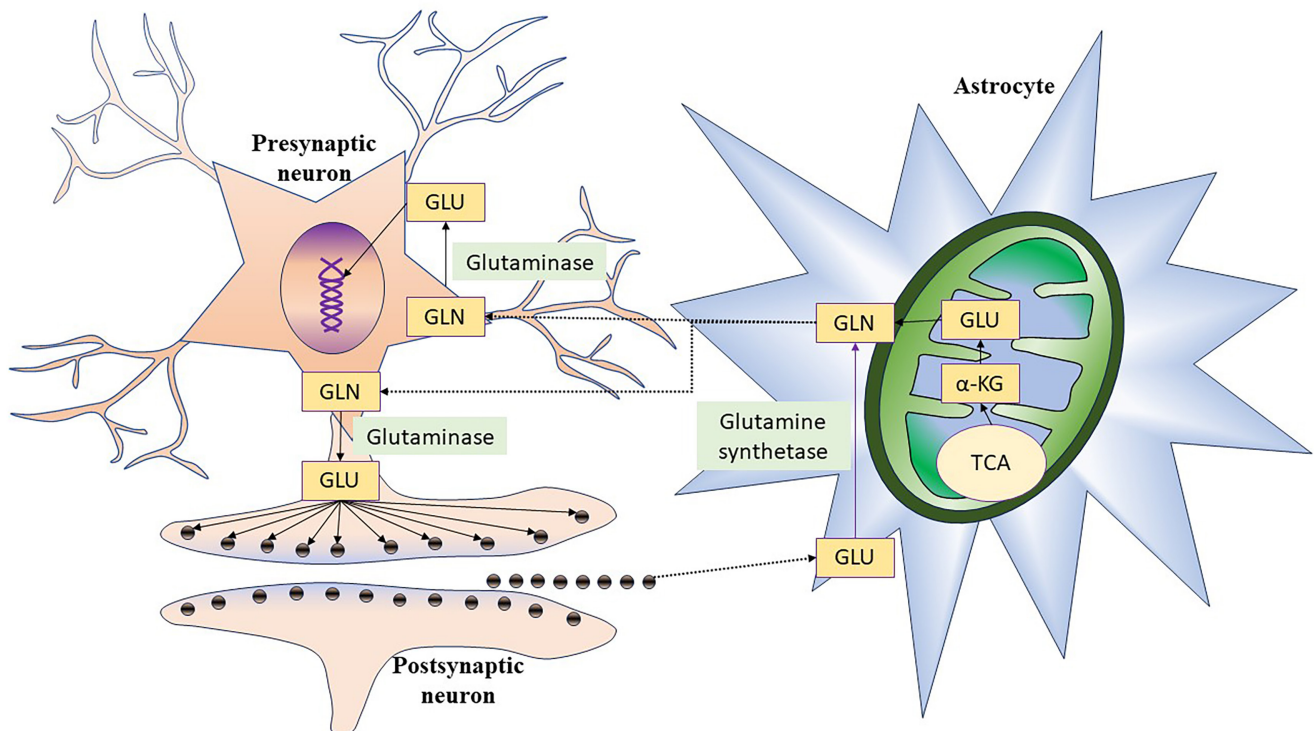 Astrocyte
Presynaptic
neuron
GLU
Glutaminase
GLN
GLN
GLU
GLN
α-KG
Glutaminase
Glutamine
synthetase
TCA
GLU
GLU
Postsynaptic
neuron